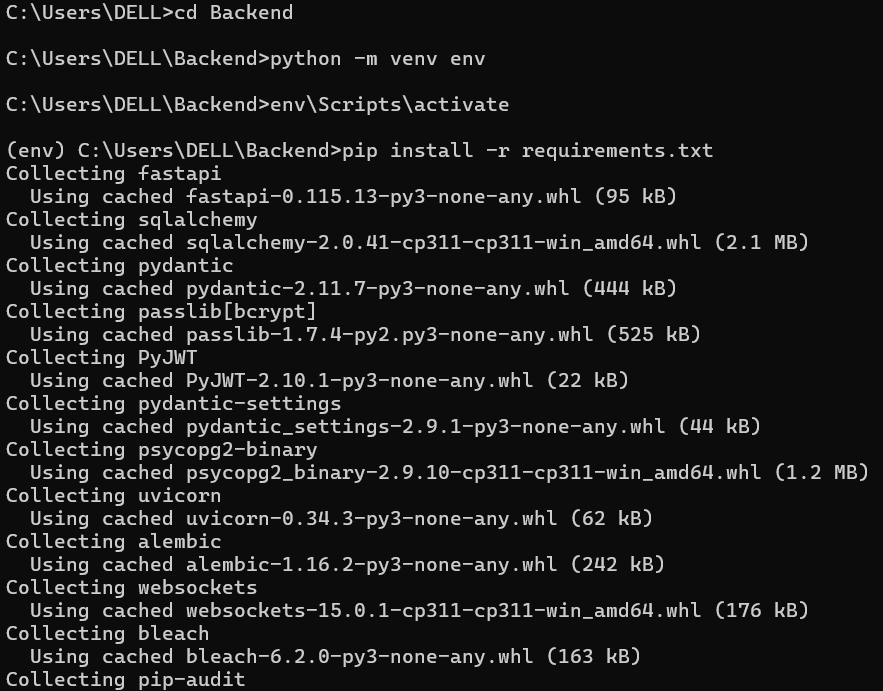 C:\Users\DELL>cd Backend
C:\Users\DELL\Backend>python -m venv env
C:\Users\DELL\Backend>env\Scripts\activate
(env) C:\Users\DELL\Backend>pip install -r requirements.txt
Collecting fastapi
  Using cached fastapi-0.115.13-py3-none-any.whl (95 kB)
Collecting sqlalchemy
  Using cached sqlalchemy-2.0.41-cp311-cp311-win_amd64.whl (2.1 MB)
Collecting pydantic
  Using cached pydantic-2.11.7-py3-none-any.whl (444 kB)
Collecting passlib[bcrypt]
  Using cached passlib-1.7.4-py2.py3-none-any.whl (525 kB)
Collecting PyJWT
  Using cached PyJWT-2.10.1-py3-none-any.whl (22 kB)
Collecting pydantic-settings
  Using cached pydantic_settings-2.9.1-py3-none-any.whl (44 kB)
Collecting psycopg2-binary
  Using cached psycopg2_binary-2.9.10-cp311-cp311-win_amd64.whl (1.2 MB)
Collecting uvicorn
  Using cached uvicorn-0.34.3-py3-none-any.whl (62 kB)
Collecting alembic
  Using cached alembic-1.16.2-py3-none-any.whl (242 kB)
Collecting websockets
  Using cached websockets-15.0.1-cp311-cp311-win_amd64.whl (176 kB)
Collecting bleach
  Using cached bleach-6.2.0-py3-none-any.whl (163 kB)
Collecting pip-audit